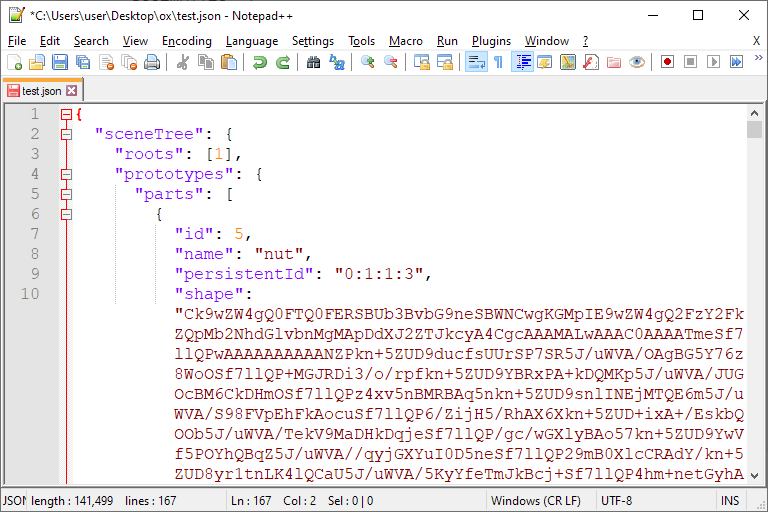 *C:\Users\user\Desktop\ox\test.json - Notepad++
File Edit Search View Encoding Language Settings Tools Macro Run Plugins Window ? X
test.json
1 {
2 "sceneTree": {
3 "roots": [1],
4 "prototypes": {
5 "parts": [
6 {
7 "id": 5,
8 "name": "nut",
9 "persistentId": "0:1:1:3",
10 "shape":
"Ck9wZW4gQ0FTQ0FERSBUb3BvbG9neSBWNCwgKGMpIE9wZW4gQ2FzY2Fk
ZQpMb2NhdGlvbnMgMApDdXJ2ZTJkcyA4CgcAAAMALwAAAC0AAAATmeSf7
llQPwAAAAAAAAAANZPkn+5ZUD9ducfsUUrSP7SR5J/uWVA/OAgBG5Y76z
8WoOSf7llQP+MGJRDi3/o/rpfkn+5ZUD9YBRxPA+kDQMKp5J/uWVA/JUG
OcBM6CkDHmOSf7llQPz4xv5nBMRBAq5nkn+5ZUD9snlINEjMTQE6m5J/u
WVA/S98FVpEhFkAocuSf7llQP6/ZijH5/RhAX6Xkn+5ZUD+ixA+/EskbQ
OOb5J/uWVA/TekV9MaDHkDqjeSf7llQP/gc/wGXlyBAo57kn+5ZUD9YwV
f5POYhQBqZ5J/uWVA//qyjGXYuI0D5neSf7llQP29mB0XlcCRAdY/kn+5
ZUD8yr1tnLK4lQCaU5J/uWVA/5KyYfeTmJkBcj+Sf7llQP4hm+netGyhA
JSON length : 141,499 lines : 167 Ln : 167 Col : 2 Sel : 0 | 0 Windows (CR LF) UTF-8 INS